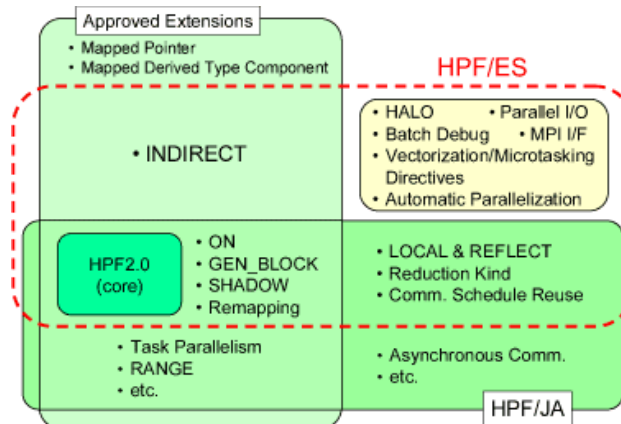 Approved Extensions
• Mapped Pointer
• Mapped Derived Type Component
HPF/ES
• INDIRECT
• HALO • Parallel I/O
• Batch Debug • MPI I/F
• Vectorization/Microtasking
Directives
• Automatic Parallelization
HPF2.0
(core)
• ON
• GEN_BLOCK
• SHADOW
• Remapping
• LOCAL & REFLECT
• Reduction Kind
• Comm. Schedule Reuse
• Task Parallelism
• RANGE
• etc.
• Asynchronous Comm.
• etc.
HPF/JA